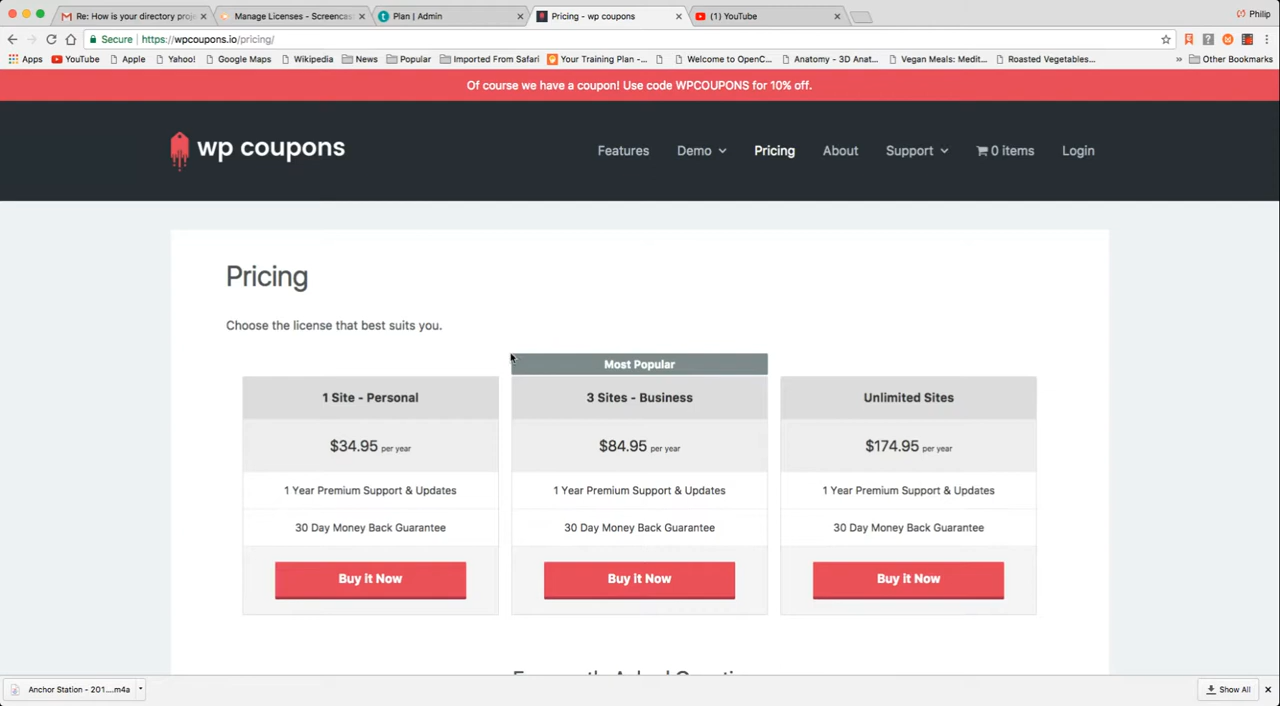 Re: How is your directory proje
Manage Licenses - Screencast
Plan | Admin
Pricing - wp coupons
(1) YouTube
Philip
Secure
https://wpcoupons.io/pricing/
Apps
YouTube
Apple
Yahoo!
Google Maps
Wikipedia
News
Popular
Imported From Safari
Your Training Plan -...
Welcome to OpenC...
Anatomy - 3D Anat...
Vegan Meals: Medit...
Roasted Vegetables...
Other Bookmarks
Of course we have a coupon! Use code WPCOUPONS for 10% off.
wp coupons
Features
Demo
Pricing
About
Support
0 items
Login
Pricing
Choose the license that best suits you.
Most Popular
1 Site - Personal
3 Sites - Business
Unlimited Sites
$34.95 per year
$84.95 per year
$174.95 per year
1 Year Premium Support & Updates
1 Year Premium Support & Updates
1 Year Premium Support & Updates
30 Day Money Back Guarantee
30 Day Money Back Guarantee
30 Day Money Back Guarantee
Buy it Now
Buy it Now
Buy it Now
Anchor Station - 201....m4a
Show All